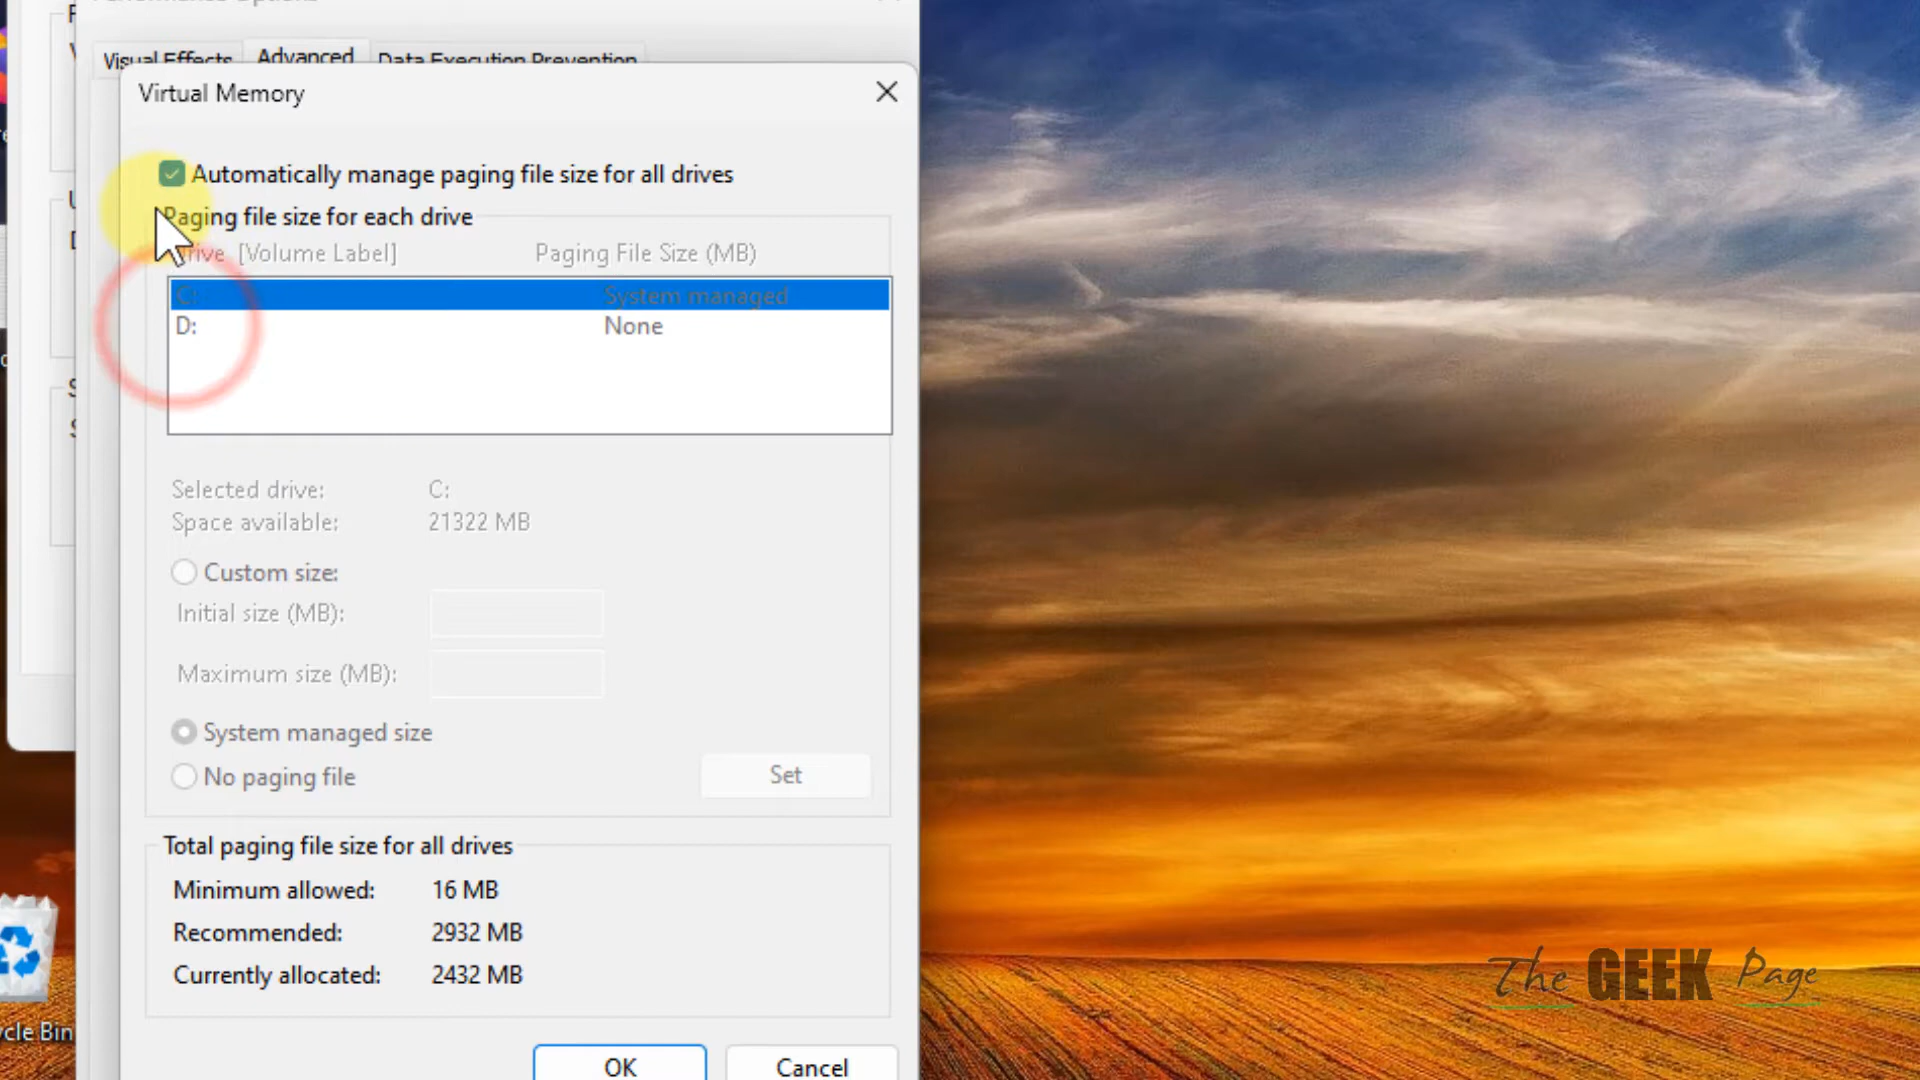 Performance Options
Visual Effects Advanced Data Execution Prevention
Virtual Memory
Automatically manage paging file size for all drives
Paging file size for each drive
Drive [Volume Label] Paging File Size (MB)
C: System managed
D: None
Selected drive: C:
Space available: 21322 MB
Custom size:
Initial size (MB):
Maximum size (MB):
System managed size
No paging file
Set
Total paging file size for all drives
Minimum allowed: 16 MB
Recommended: 2932 MB
Currently allocated: 2432 MB
OK Cancel
cycle Bin
The GEEK Page